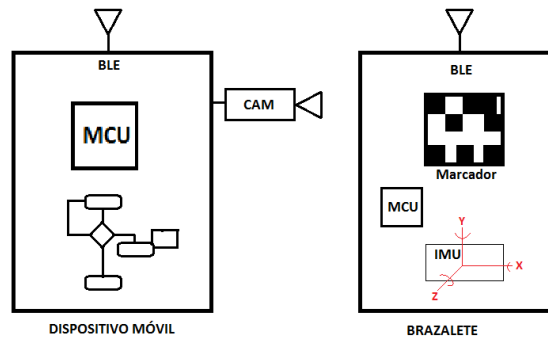 BLE
CAM
MCU
DISPOSITIVO MÓVIL
BLE
Marcador
MCU
IMU
Y
X
Z
BRAZALETE